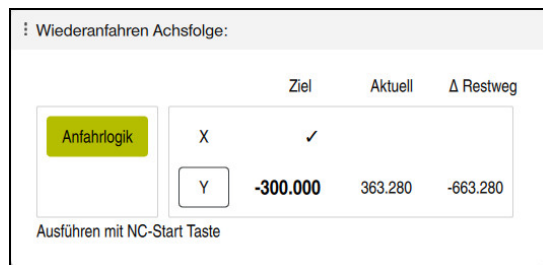 Wiederanfahren Achsfolge:
Ziel Aktuell Δ Restweg
Anfahrlogik X ✓
Y -300.000 363.280 -663.280
Ausführen mit NC-Start Taste